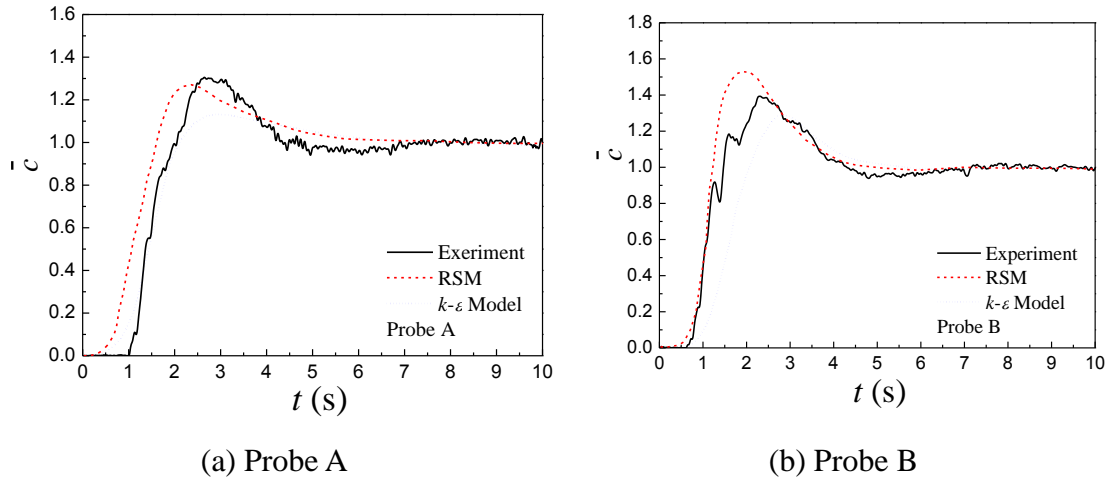 1.6
1.4
1.2
1.0
0.8
0.6
0.4
0.2
0.0
c̄
Exeriment
RSM
k-ε Model
Probe A
0 1 2 3 4 5 6 7 8 9 10
t (s)
(a) Probe A
1.8
1.6
1.4
1.2
1.0
0.8
0.6
0.4
0.2
0.0
c̄
Experiment
RSM
k-ε Model
Probe B
0 1 2 3 4 5 6 7 8 9 10
t (s)
(b) Probe B